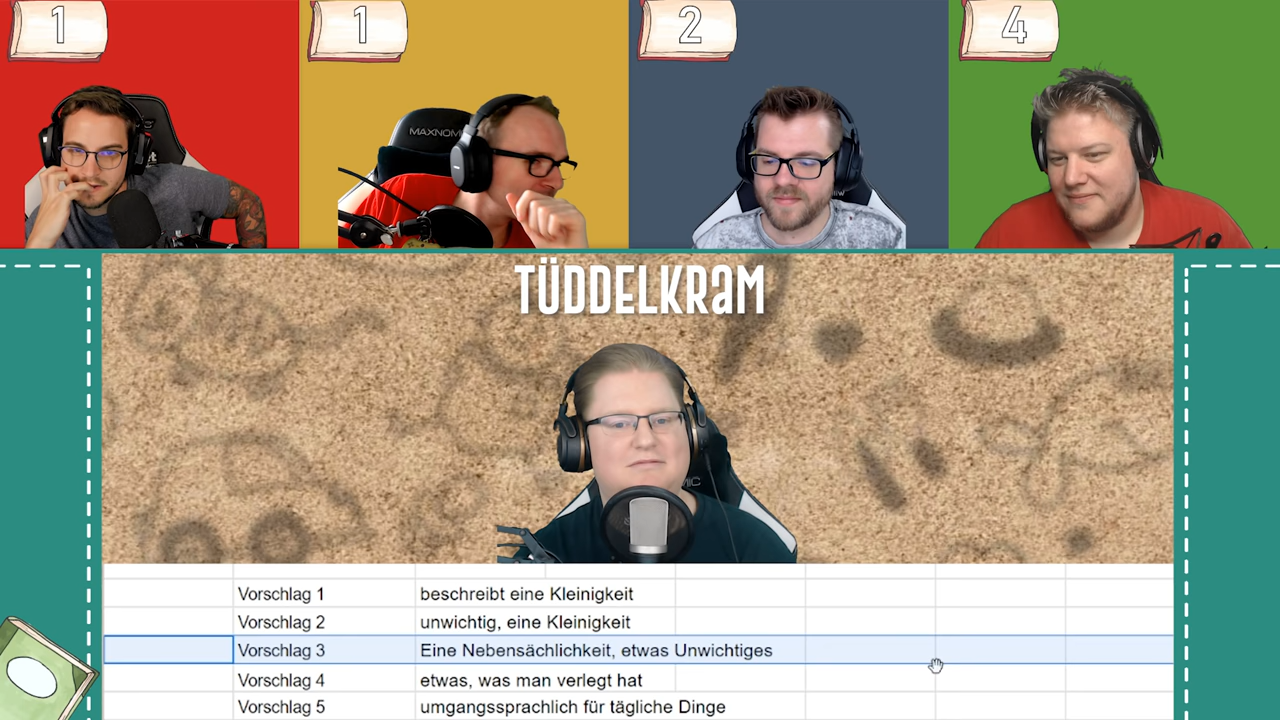 1
1
2
4
MAXNOMIC
TÜDDELKRAM
Vorschlag 1 beschreibt eine Kleinigkeit
Vorschlag 2 unwichtig, eine Kleinigkeit
Vorschlag 3 Eine Nebensächlichkeit, etwas Unwichtiges
Vorschlag 4 etwas, was man verlegt hat
Vorschlag 5 umgangssprachlich für tägliche Dinge